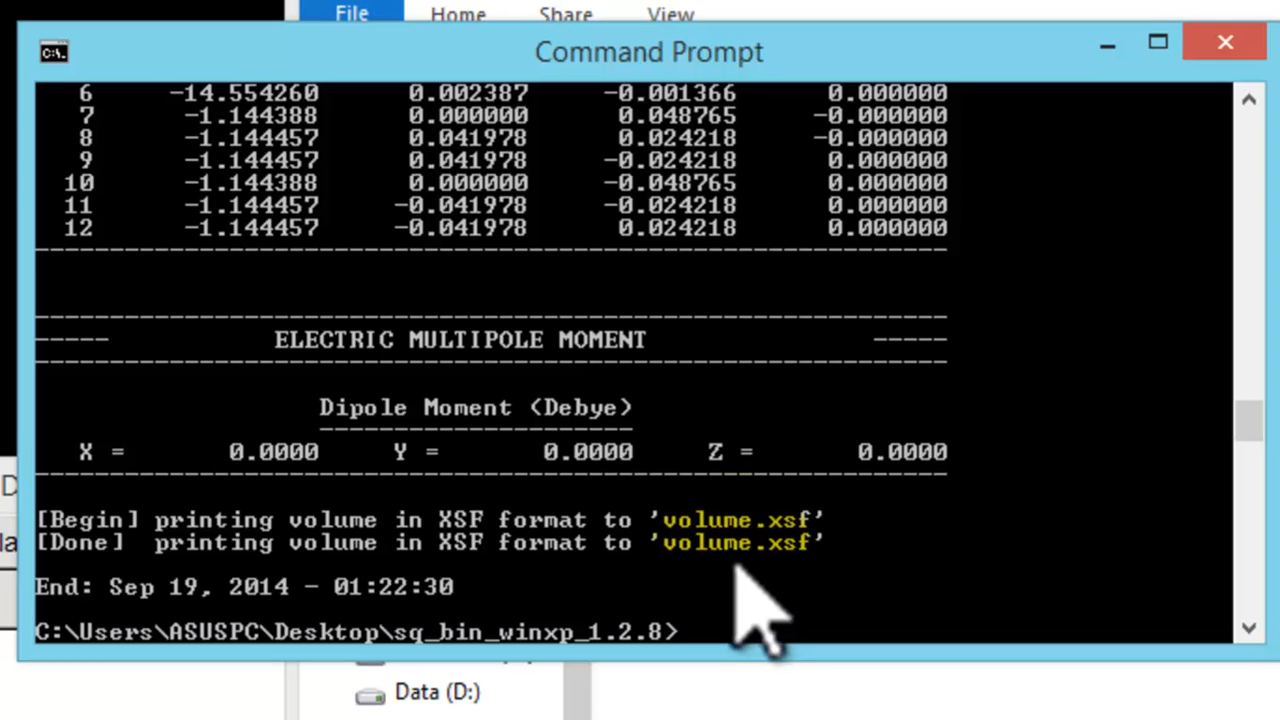 File Home Share View
Command Prompt
6 -14.554260 0.002387 -0.001366 0.000000
7 -1.144388 0.000000 0.048765 -0.000000
8 -1.144457 0.041978 0.024218 -0.000000
9 -1.144457 0.041978 -0.024218 0.000000
10 -1.144388 0.000000 -0.048765 0.000000
11 -1.144457 -0.041978 -0.024218 0.000000
12 -1.144457 -0.041978 0.024218 0.000000
----- ELECTRIC MULTIPOLE MOMENT -----
Dipole Moment (Debye)
X = 0.0000 Y = 0.0000 Z = 0.0000
[Begin] printing volume in XSF format to 'volume.xsf'
[Done] printing volume in XSF format to 'volume.xsf'
End: Sep 19, 2014 - 01:22:30
C:\Users\ASUSPC\Desktop\sq_bin_winxp_1.2.8>
Data (D:)